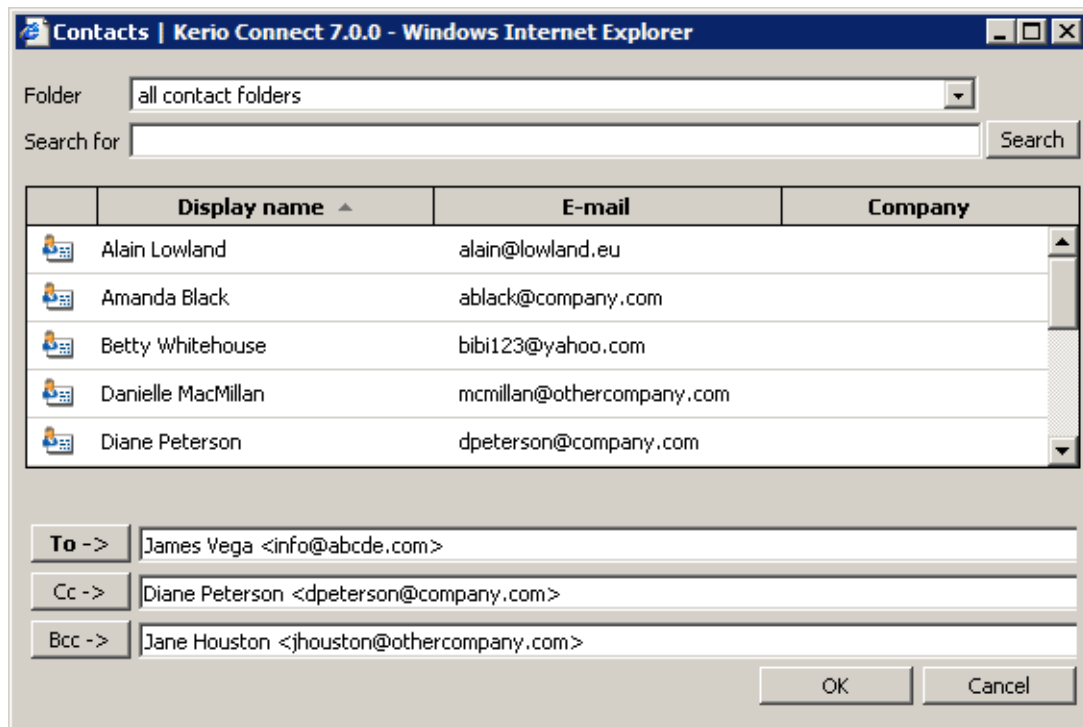 Contacts | Kerio Connect 7.0.0 - Windows Internet Explorer
Folder all contact folders
Search for Search
Display name E-mail Company
Alain Lowland alain@lowland.eu
Amanda Black ablack@company.com
Betty Whitehouse bibi123@yahoo.com
Danielle MacMillan mcmillan@othercompany.com
Diane Peterson dpeterson@company.com
To -> James Vega <info@abcde.com>
Cc -> Diane Peterson <dpeterson@company.com>
Bcc -> Jane Houston <jhouston@othercompany.com>
OK Cancel